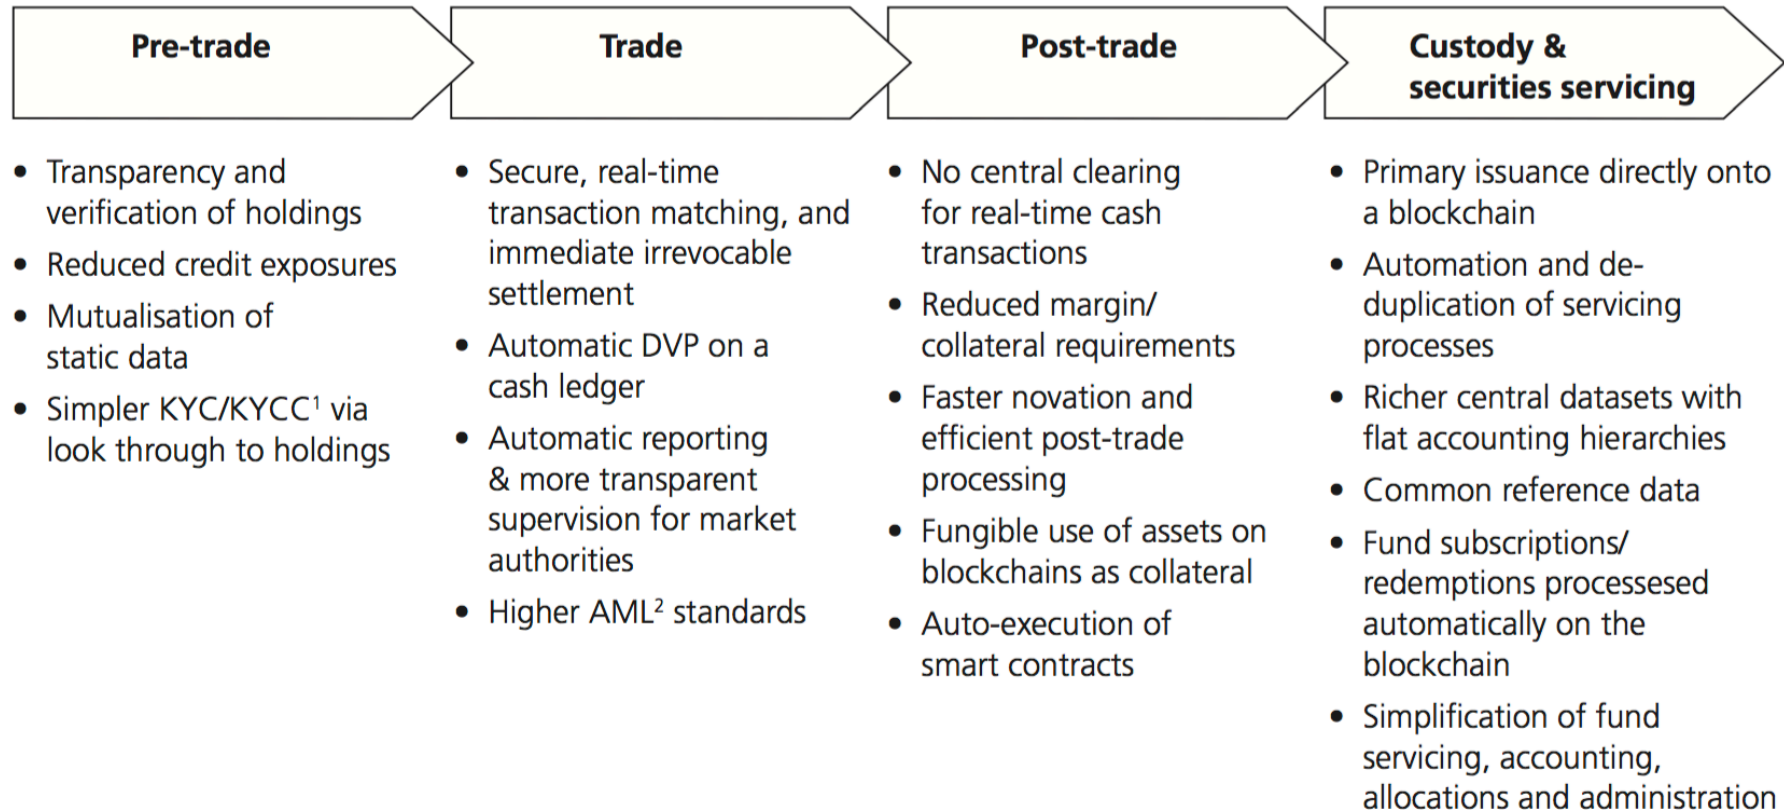 Pre-trade
• Transparency and
verification of holdings
• Reduced credit exposures
• Mutualisation of
static data
• Simpler KYC/KYCC¹ via
look through to holdings
Trade
• Secure, real-time
transaction matching, and
immediate irrevocable
settlement
• Automatic DVP on a
cash ledger
• Automatic reporting
& more transparent
supervision for market
authorities
• Higher AML² standards
Post-trade
• No central clearing
for real-time cash
transactions
• Reduced margin/
collateral requirements
• Faster novation and
efficient post-trade
processing
• Fungible use of assets on
blockchains as collateral
• Auto-execution of
smart contracts
Custody &
securities servicing
• Primary issuance directly onto
a blockchain
• Automation and de-
duplication of servicing
processes
• Richer central datasets with
flat accounting hierarchies
• Common reference data
• Fund subscriptions/
redemptions processesed
automatically on the
blockchain
• Simplification of fund
servicing, accounting,
allocations and administration